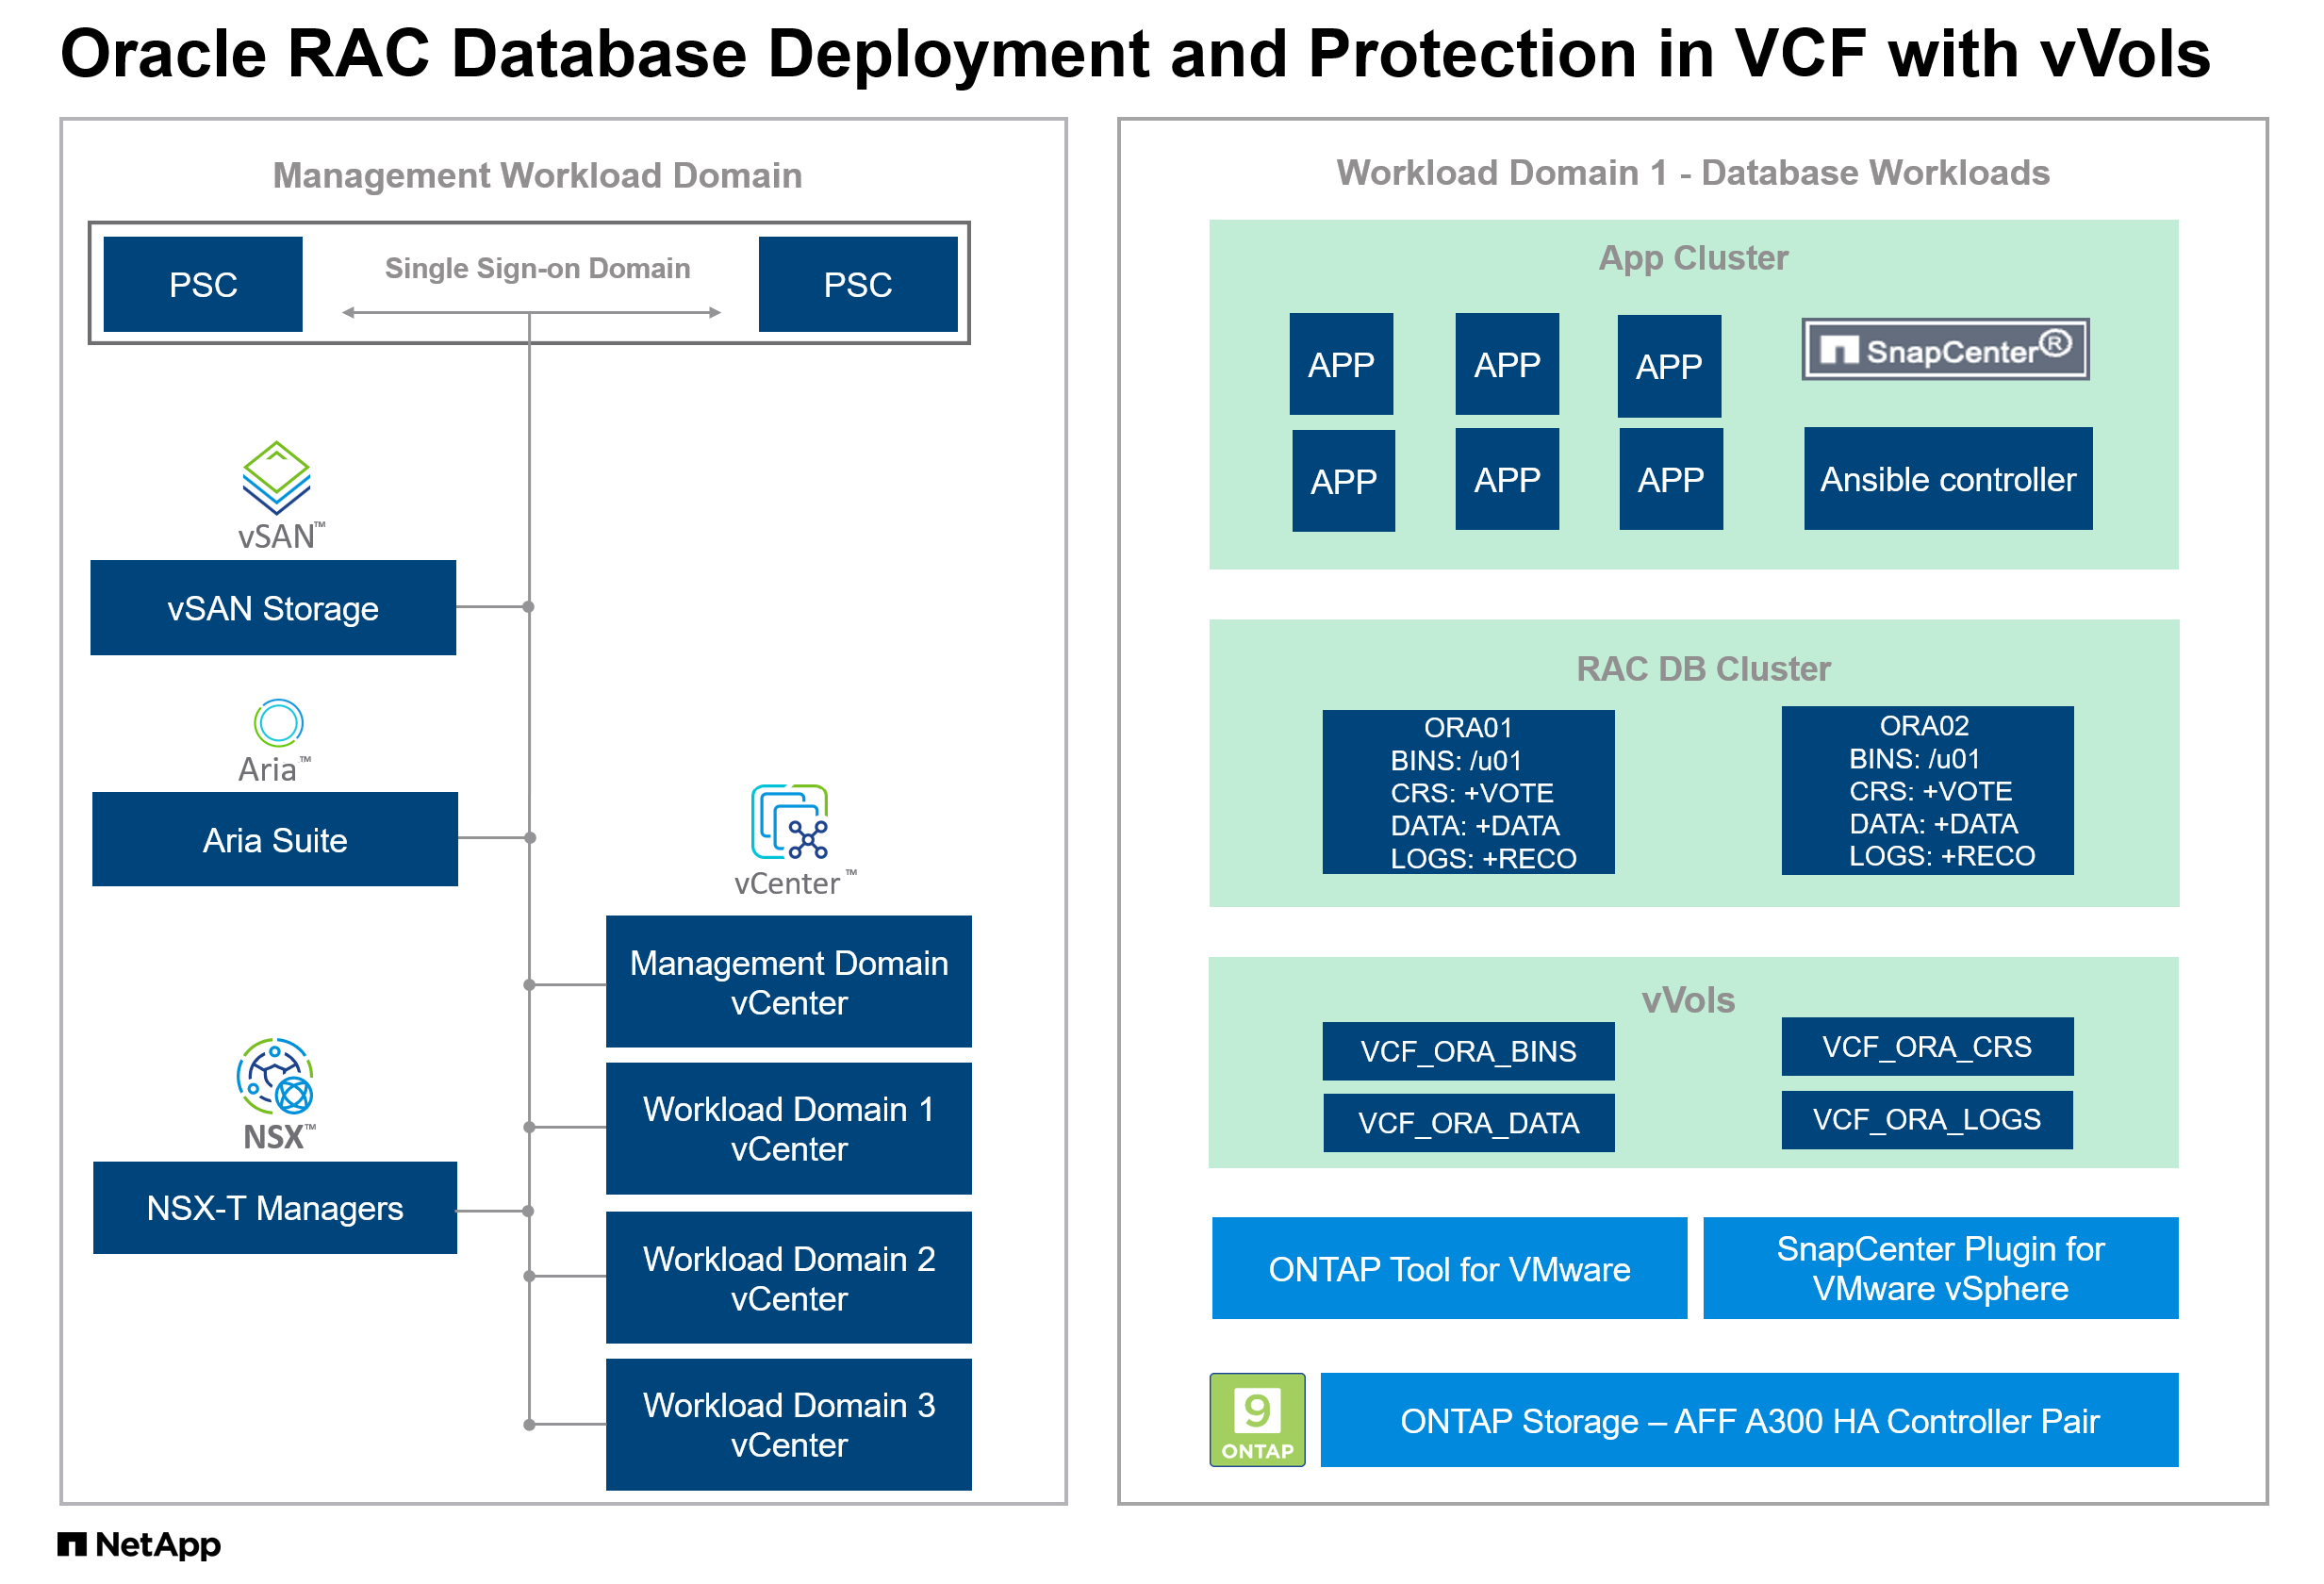 Oracle RAC Database Deployment and Protection in VCF with vVols
Management Workload Domain
PSC
Single Sign-on Domain
PSC
vSAN™
vSAN Storage
Aria™
Aria Suite
vCenter™
Management Domain
vCenter
Workload Domain 1
vCenter
NSX™
NSX-T Managers
Workload Domain 2
vCenter
Workload Domain 3
vCenter
Workload Domain 1 - Database Workloads
App Cluster
APP
APP
APP
SnapCenter®
APP
APP
APP
Ansible controller
RAC DB Cluster
ORA01
BINS: /u01
CRS: +VOTE
DATA: +DATA
LOGS: +RECO
ORA02
BINS: /u01
CRS: +VOTE
DATA: +DATA
LOGS: +RECO
vVols
VCF_ORA_BINS
VCF_ORA_CRS
VCF_ORA_DATA
VCF_ORA_LOGS
ONTAP Tool for VMware
SnapCenter Plugin for
VMware vSphere
9
ONTAP
ONTAP Storage – AFF A300 HA Controller Pair
NetApp